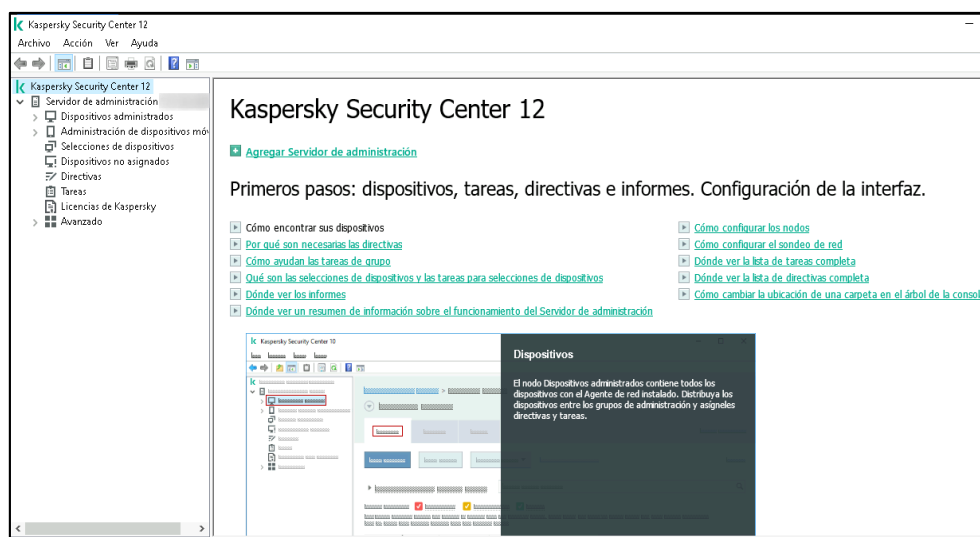 Kaspersky Security Center 12
Archivo Acción Ver Ayuda
Kaspersky Security Center 12
Servidor de administración
Dispositivos administrados
Administración de dispositivos móv
Selecciones de dispositivos
Dispositivos no asignados
Directivas
Tareas
Licencias de Kaspersky
Avanzado
Kaspersky Security Center 12
Agregar Servidor de administración
Primeros pasos: dispositivos, tareas, directivas e informes. Configuración de la interfaz.
Cómo encontrar sus dispositivos
Por qué son necesarias las directivas
Cómo ayudan las tareas de grupo
Qué son las selecciones de dispositivos y las tareas para selecciones de dispositivos
Dónde ver los informes
Dónde ver un resumen de información sobre el funcionamiento del Servidor de administración
Cómo configurar los nodos
Cómo configurar el sondeo de red
Dónde ver la lista de tareas completa
Dónde ver la lista de directivas completa
Cómo cambiar la ubicación de una carpeta en el árbol de la consol
Kaspersky Security Center 10
Dispositivos
El nodo Dispositivos administrados contiene todos los
dispositivos con el Agente de red instalado. Distribuya los
dispositivos entre los grupos de administración y asígneles
directivas y tareas.